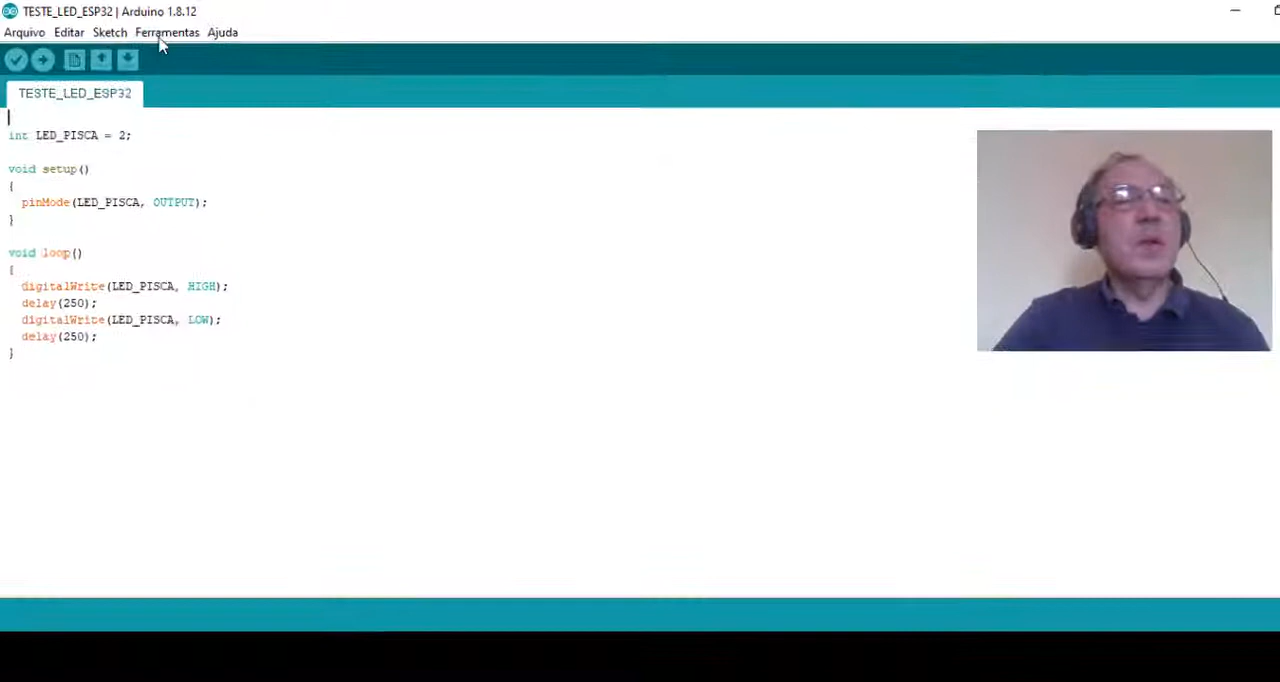 TESTE_LED_ESP32 | Arduino 1.8.12
Arquivo Editar Sketch Ferramentas Ajuda
TESTE_LED_ESP32
int LED_PISCA = 2;
void setup()
{
pinMode(LED_PISCA, OUTPUT);
}
void loop()
{
digitalWrite(LED_PISCA, HIGH);
delay(250);
digitalWrite(LED_PISCA, LOW);
delay(250);
}